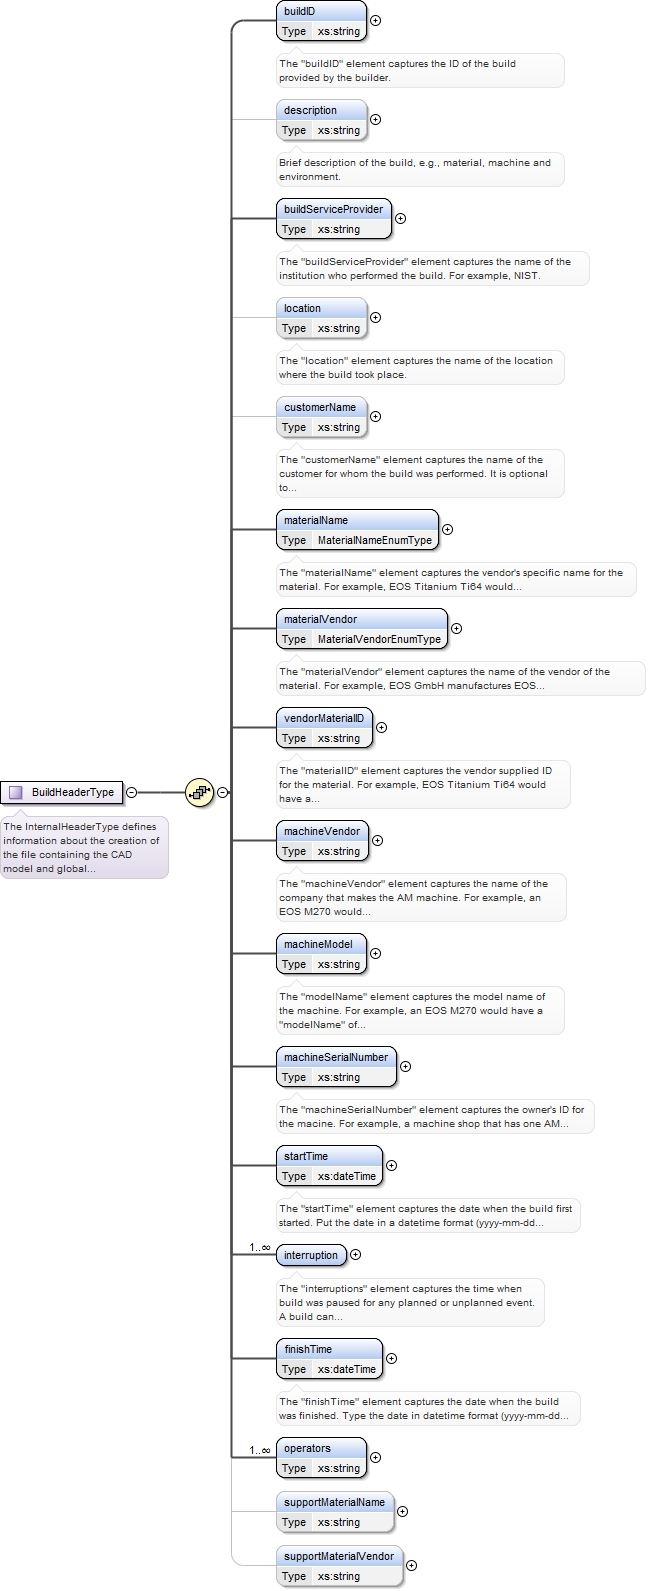 buildID
Type xs:string
The "buildID" element captures the ID of the build
provided by the builder.
description
Type xs:string
Brief description of the build, e.g., material, machine and
environment.
buildServiceProvider
Type xs:string
The "buildServiceProvider" element captures the name of the
institution who performed the build. For example, NIST.
location
Type xs:string
The "location" element captures the name of the location
where the build took place.
customerName
Type xs:string
The "customerName" element captures the name of the
customer for whom the build was performed. It is optional
to...
materialName
Type MaterialNameEnumType
The "materialName" element captures the vendor's specific name for the
material. For example, EOS Titanium Ti64 would...
materialVendor
Type MaterialVendorEnumType
The "materialVendor" element captures the name of the vendor of the
material. For example, EOS GmbH manufactures EOS...
vendorMaterialID
Type xs:string
The "materialID" element captures the vendor supplied ID
for the material. For example, EOS Titanium Ti64 would
have a...
BuildHeaderType
The InternalHeaderType defines
information about the creation of
the file containing the CAD
model and global...
machineVendor
Type xs:string
The "machineVendor" element captures the name of the
company that makes the AM machine. For example, an
EOS M270 would...
machineModel
Type xs:string
The "modelName" element captures the model name of
the machine. For example, an EOS M270 would have a
"modelName" of...
machineSerialNumber
Type xs:string
The "machineSerialNumber" element captures the owner's ID for
the macine. For example, a machine shop that has one AM...
startTime
Type xs:dateTime
The "startTime" element captures the date when the build first
started. Put the date in a datetime format (yyyy-mm-dd...
1..∞
interruption
The "interruptions" element captures the time when
build was paused for any planned or unplanned event.
A build can...
finishTime
Type xs:dateTime
The "finishTime" element captures the date when the build
was finished. Type the date in datetime format (yyyy-mm-dd...
1..∞
operators
Type xs:string
supportMaterialName
Type xs:string
supportMaterialVendor
Type xs:string